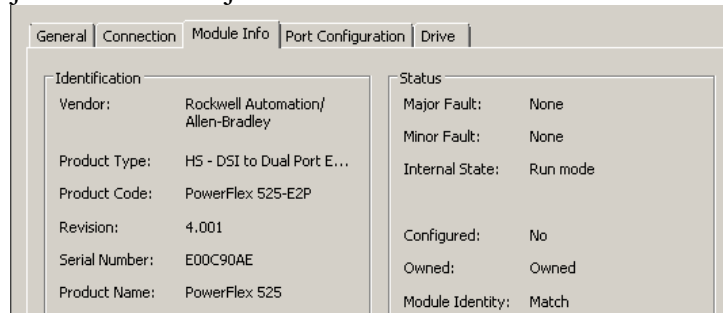 General Connection Module Info Port Configuration Drive
Identification
Vendor: Rockwell Automation/
Allen-Bradley
Product Type: HS - DSI to Dual Port E...
Product Code: PowerFlex 525-E2P
Revision: 4.001
Serial Number: E00C90AE
Product Name: PowerFlex 525
Status
Major Fault: None
Minor Fault: None
Internal State: Run mode
Configured: No
Owned: Owned
Module Identity: Match